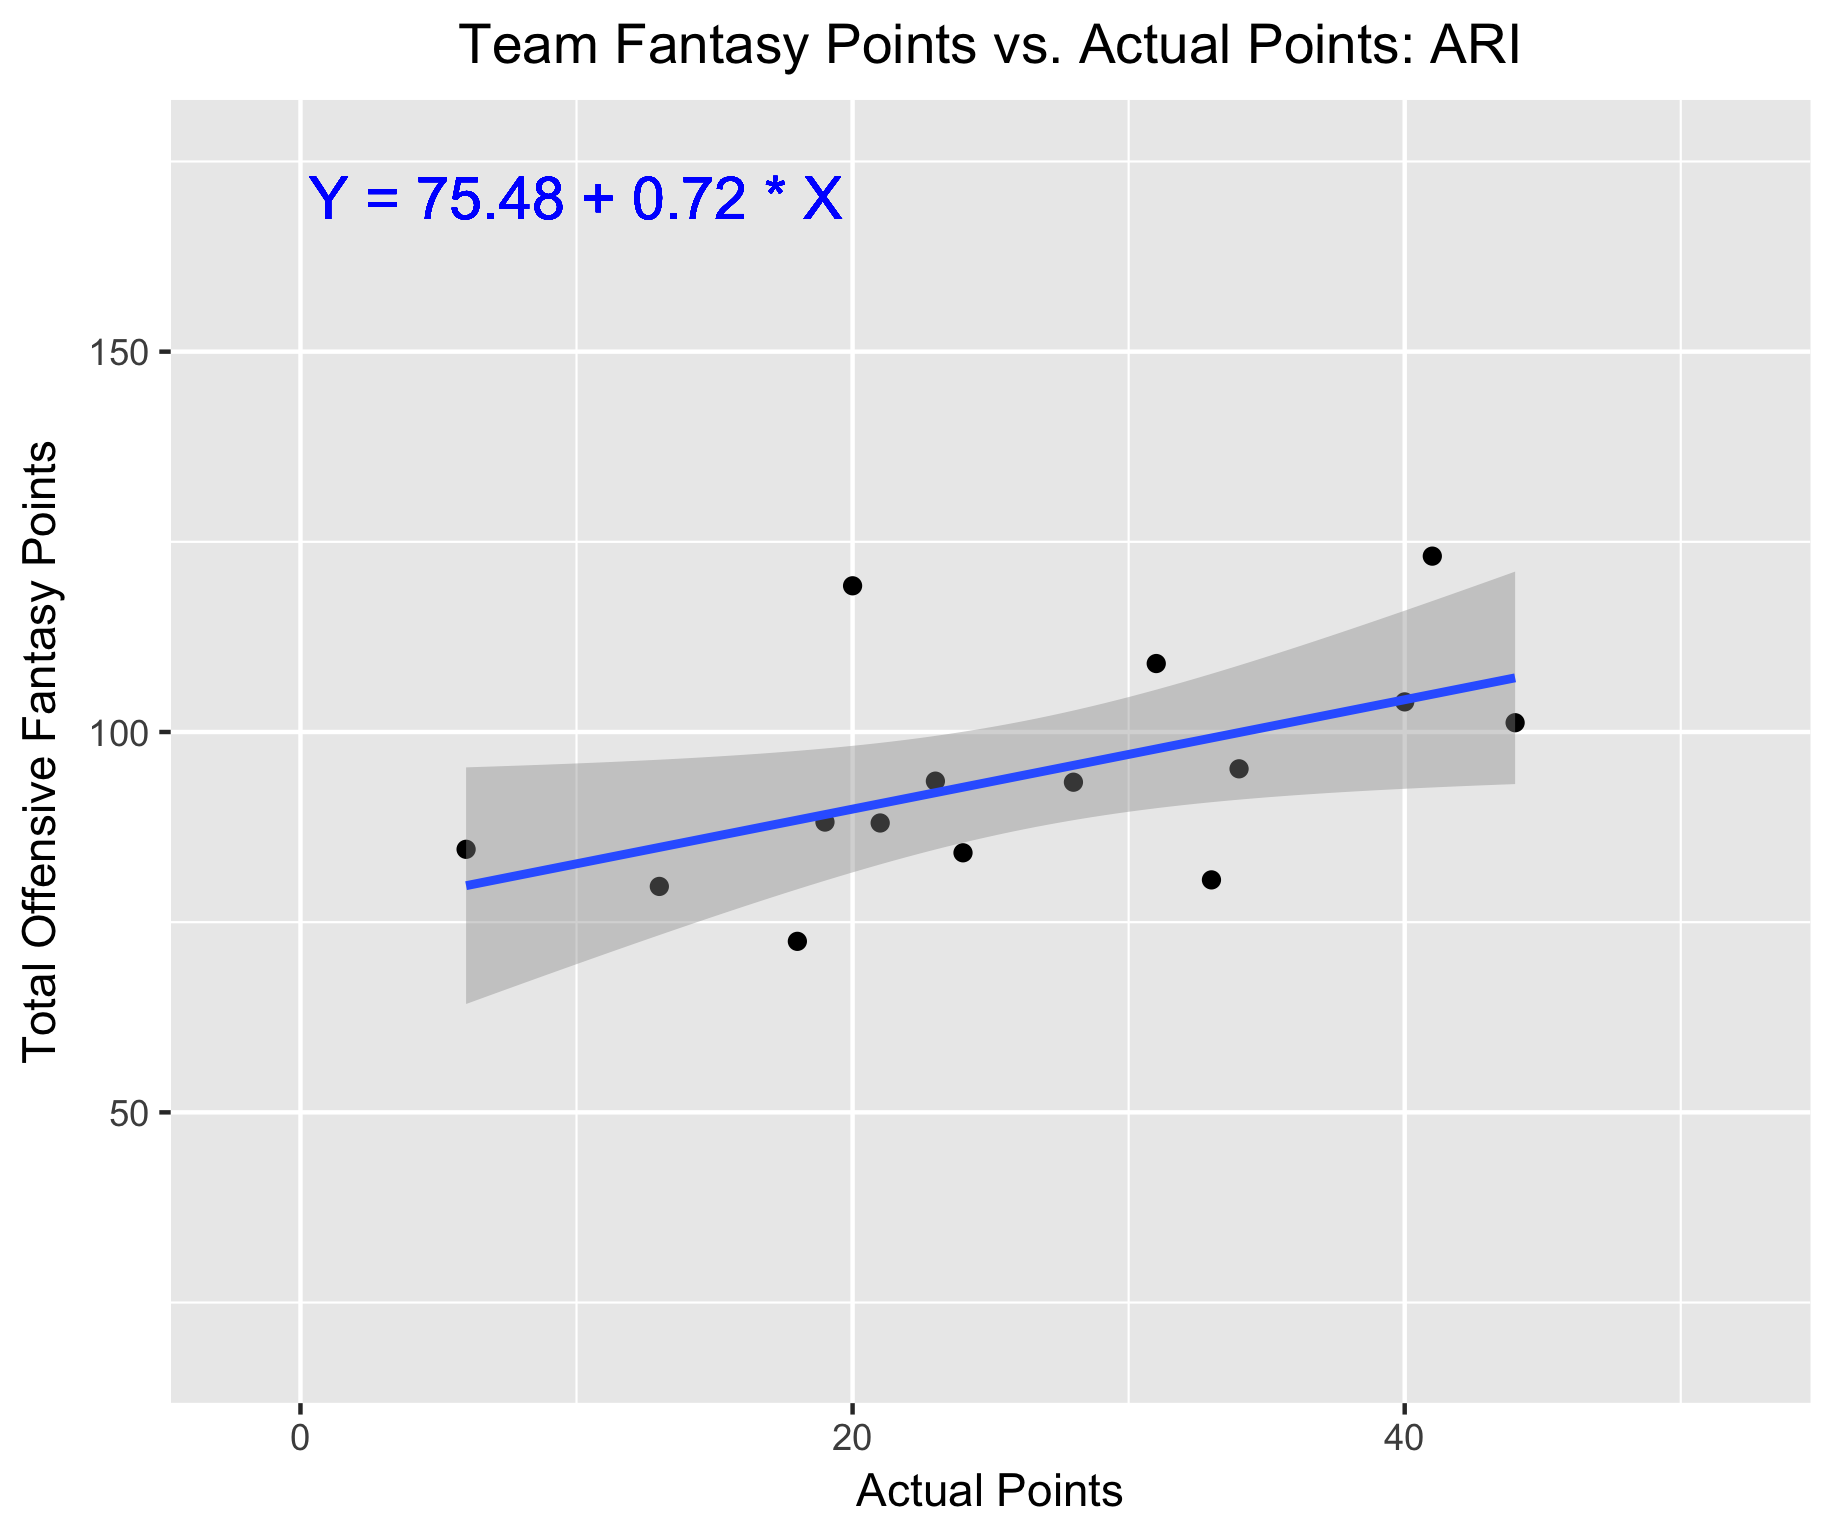 Team Fantasy Points vs. Actual Points: ARI
Y = 75.48 + 0.72 * X
150
100
50
Total Offensive Fantasy Points
0
20
40
Actual Points